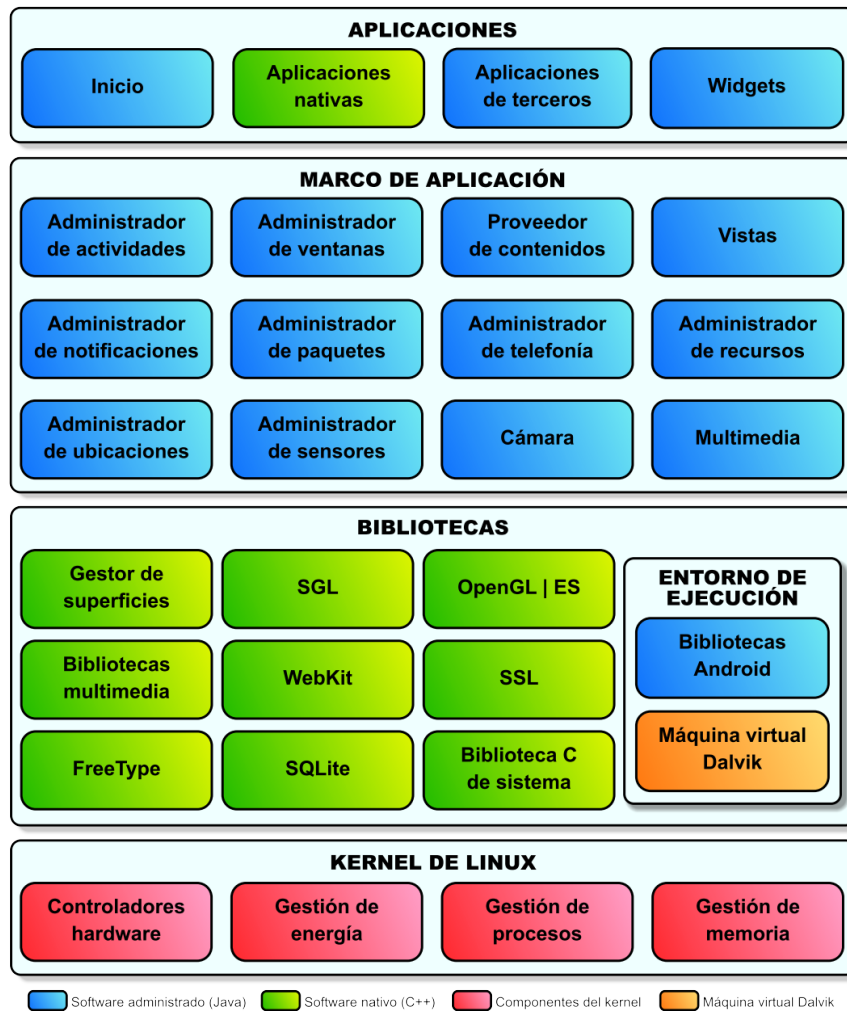 APLICACIONES
Inicio
Aplicaciones
nativas
Aplicaciones
de terceros
Widgets
MARCO DE APLICACIÓN
Administrador
de actividades
Administrador
de ventanas
Proveedor
de contenidos
Vistas
Administrador
de notificaciones
Administrador
de paquetes
Administrador
de telefonía
Administrador
de recursos
Administrador
de ubicaciones
Administrador
de sensores
Cámara
Multimedia
BIBLIOTECAS
Gestor de
superficies
SGL
OpenGL | ES
Bibliotecas
multimedia
WebKit
SSL
FreeType
SQLite
Biblioteca C
de sistema
ENTORNO DE
EJECUCIÓN
Bibliotecas
Android
Máquina virtual
Dalvik
KERNEL DE LINUX
Controladores
hardware
Gestión de
energía
Gestión de
procesos
Gestión de
memoria
Software administrado (Java)
Software nativo (C++)
Componentes del kernel
Máquina virtual Dalvik